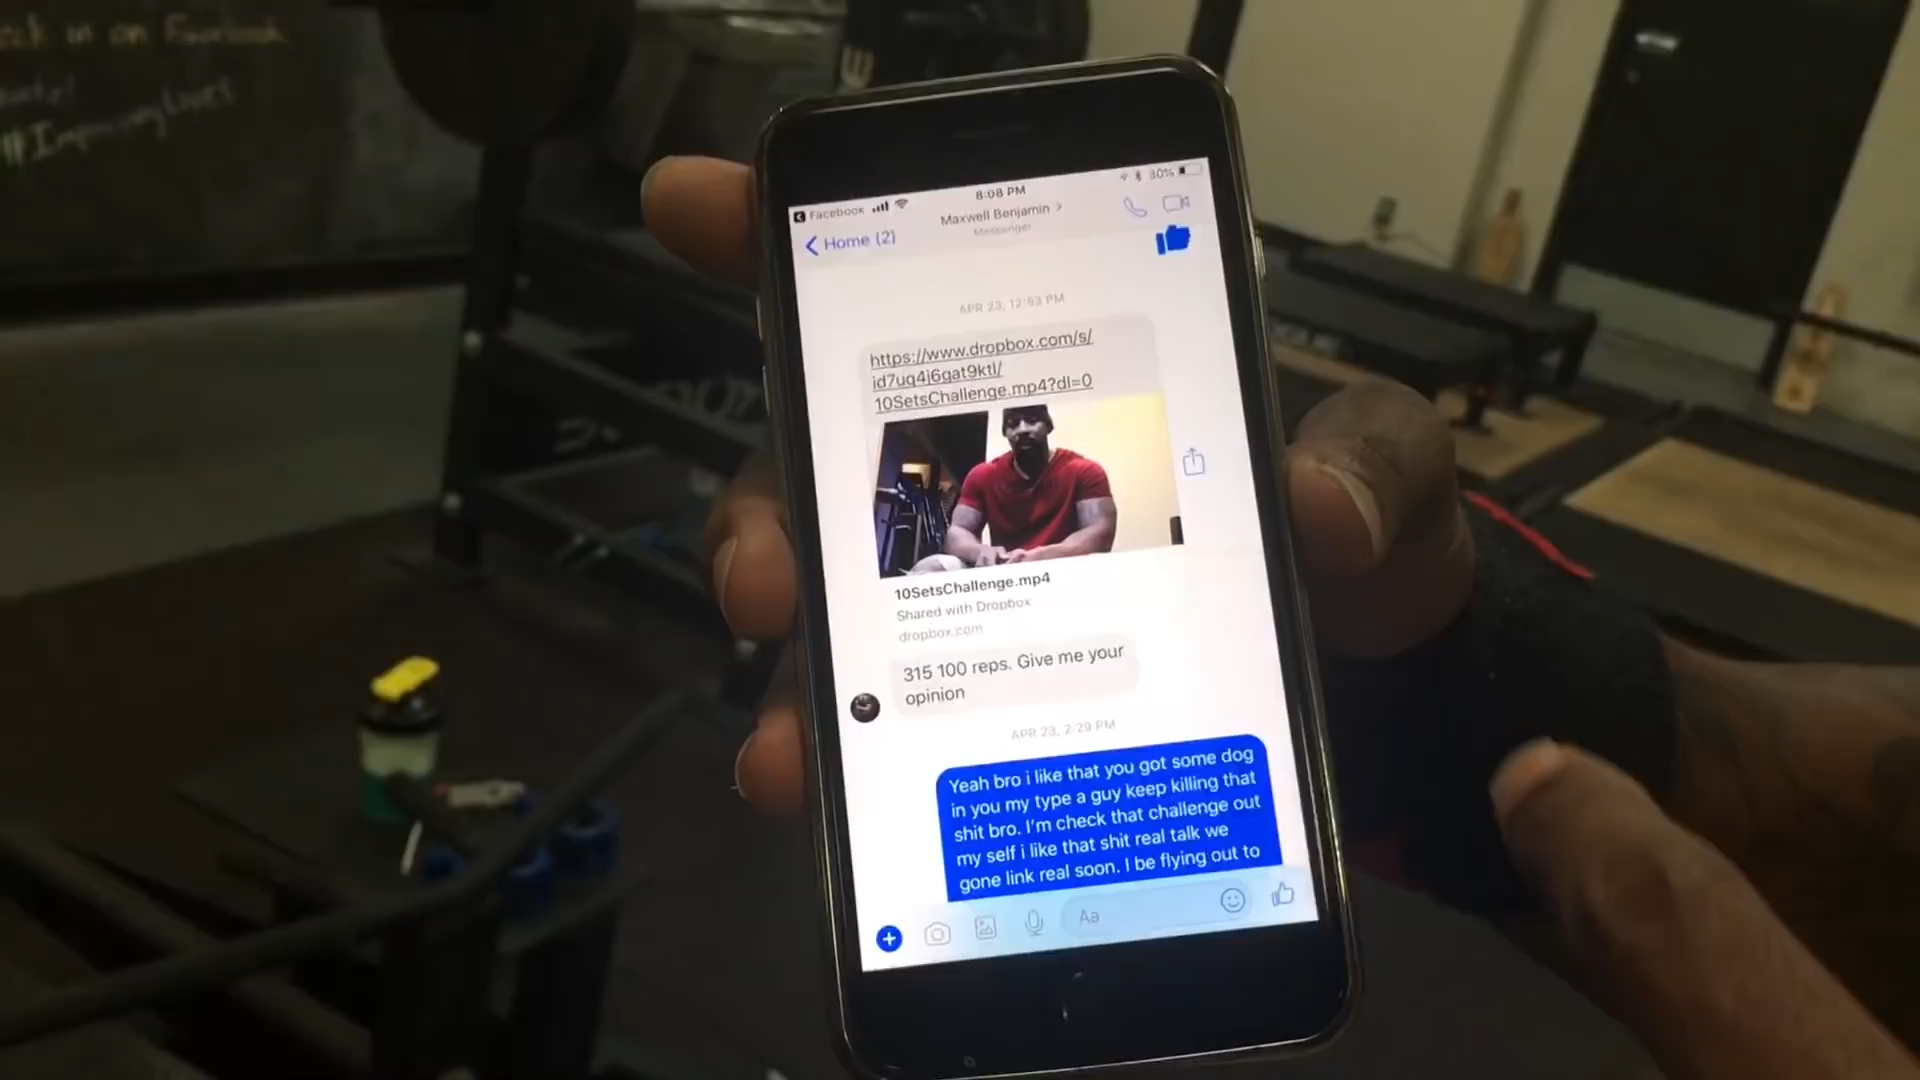 in on Facebook
#ImprovingLives
Facebook
8:08 PM
30%
Home (2)
Maxwell Benjamin >
Messenger
APR 23, 12:53 PM
https://www.dropbox.com/s/
id7uq4j6gat9ktl/
10SetsChallenge.mp4?dl=0
10SetsChallenge.mp4
Shared with Dropbox
dropbox.com
315 100 reps. Give me your
opinion
APR 23, 2:29 PM
Yeah bro i like that you got some dog
in you my type a guy keep killing that
shit bro. I'm check that challenge out
my self i like that shit real talk we
gone link real soon. I be flying out to
Aa